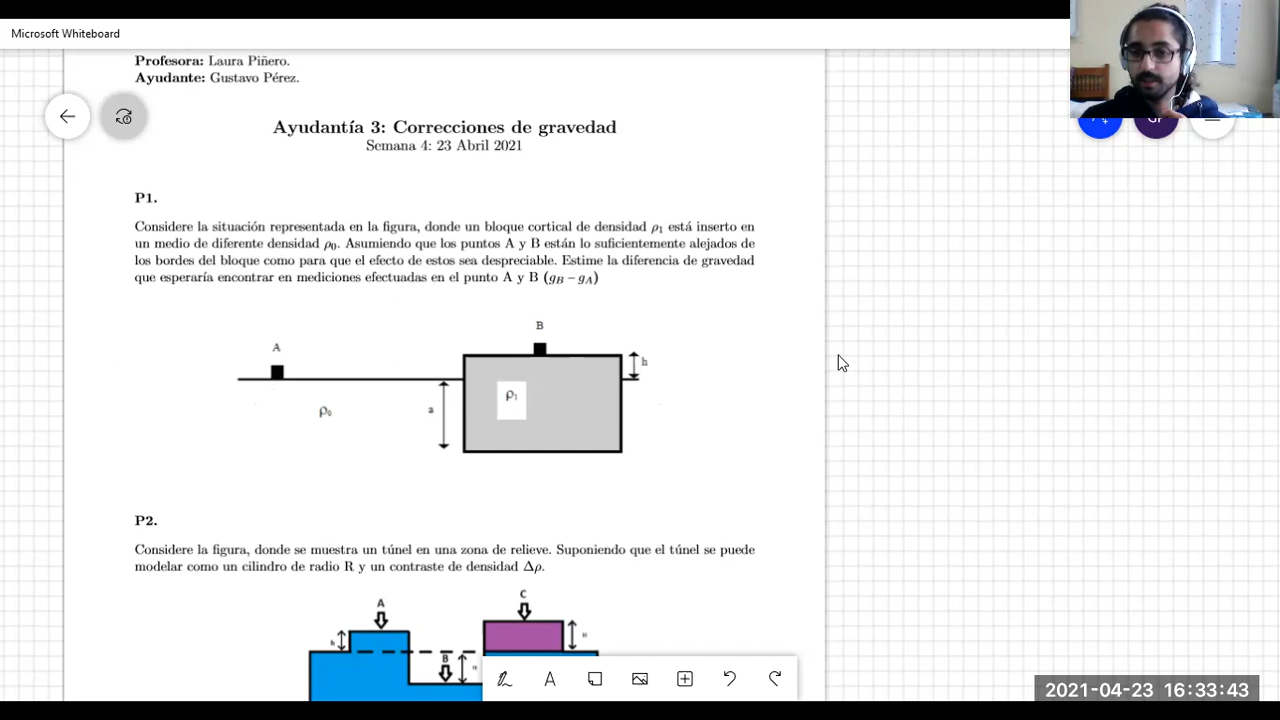 Microsoft Whiteboard
Profesora: Laura Piñero.
Ayudante: Gustavo Pérez.
Ayudantía 3: Correcciones de gravedad
Semana 4: 23 Abril 2021
P1.
Considere la situación representada en la figura, donde un bloque cortical de densidad ρ₁ está inserto en
un medio de diferente densidad ρ₀. Asumiendo que los puntos A y B están lo suficientemente alejados de
los bordes del bloque como para que el efecto de estos sea despreciable. Estime la diferencia de gravedad
que esperaría encontrar en mediciones efectuadas en el punto A y B (g_B − g_A)
B
A
h
ρ₁
a
ρ₀
P2.
Considere la figura, donde se muestra un túnel en una zona de relieve. Suponiendo que el túnel se puede
modelar como un cilindro de radio R y un contraste de densidad Δρ.
A
C
h
B
A
2021-04-23 16:33:43